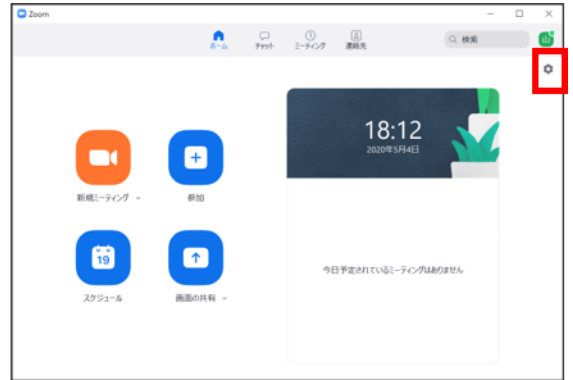 Zoom
ホーム
チャット
ミーティング
連絡先
検索
山
18:12
2020年5月4日
新規ミーティング
参加
19
スケジュール
画面の共有
今日予定されているミーティングはありません